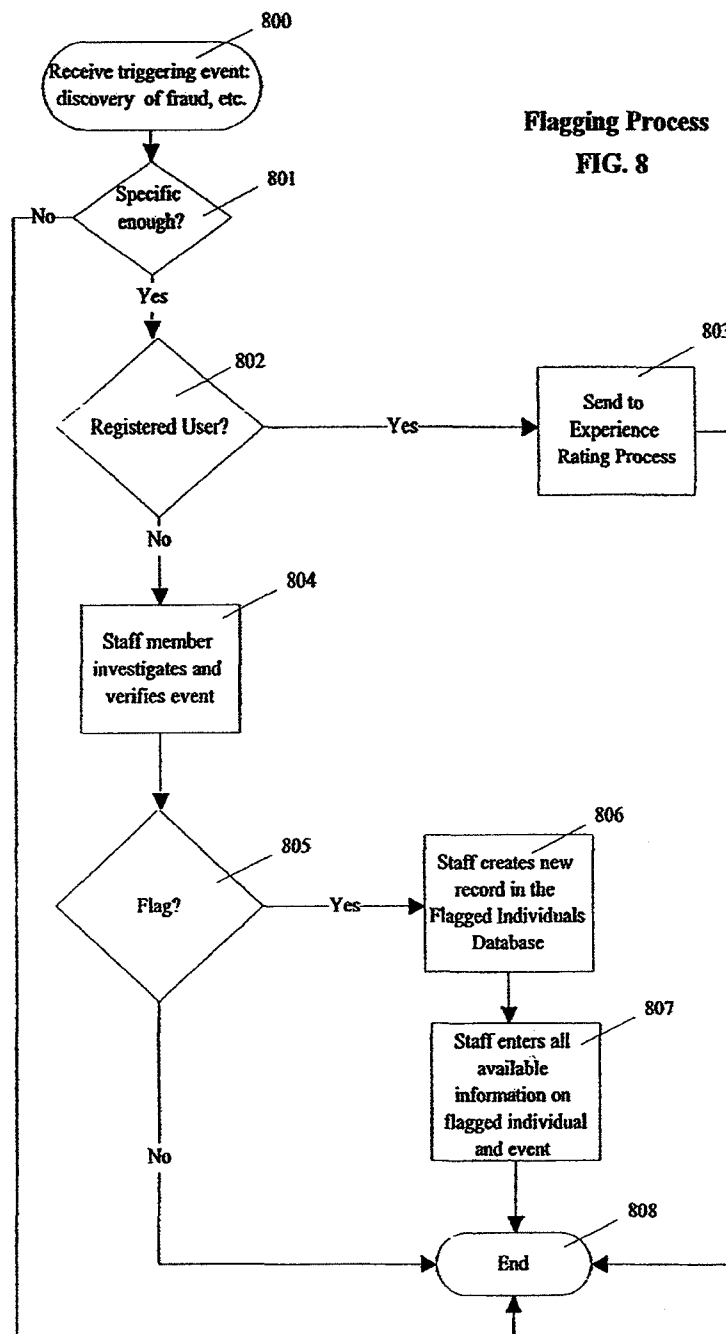 800
Receive triggering event:
discovery of fraud, etc.
Flagging Process
FIG. 8
Specific
enough?
801
No
Yes
802
Registered User?
Yes
803
Send to
Experience
Rating Process
No
804
Staff member
investigates and
verifies event
805
Flag?
Yes
806
Staff creates new
record in the
Flagged Individuals
Database
807
Staff enters all
available
information on
flagged individual
and event
No
808
End